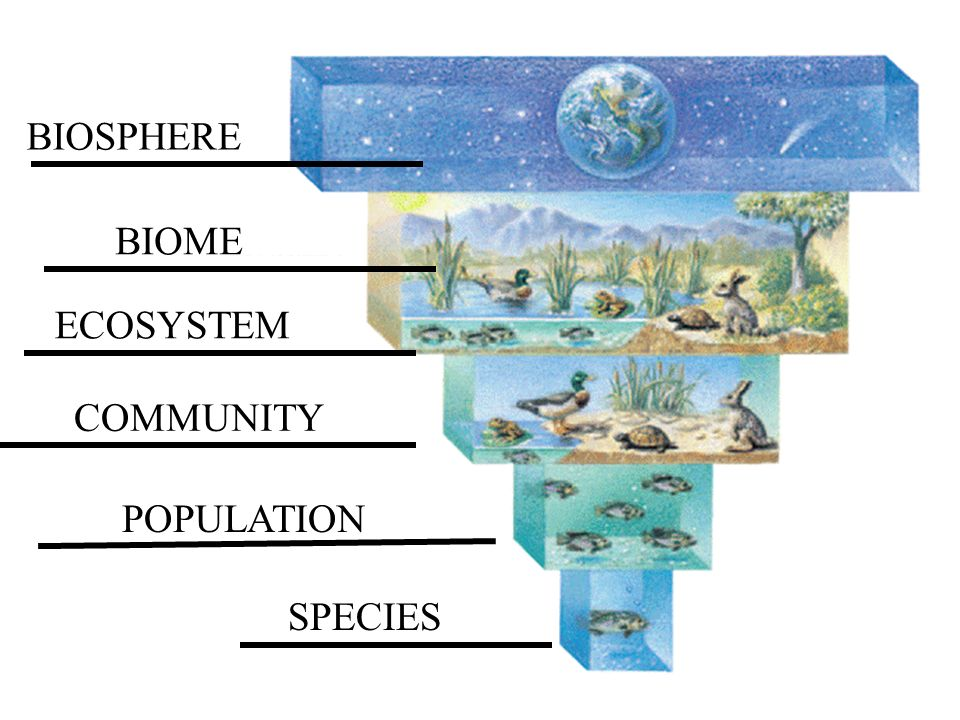 BIOSPHERE
BIOME
ECOSYSTEM
COMMUNITY
POPULATION
SPECIES